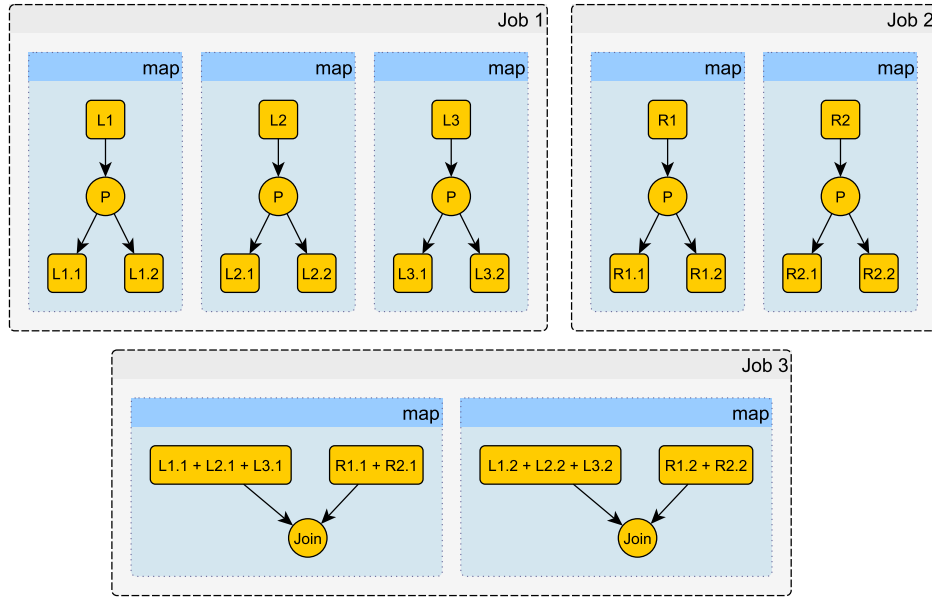 Job 1
Job 2
map
map
map
map
map
L1
L2
L3
R1
R2
P
P
P
P
P
L1.1
L1.2
L2.1
L2.2
L3.1
L3.2
R1.1
R1.2
R2.1
R2.2
Job 3
map
map
L1.1 + L2.1 + L3.1
R1.1 + R2.1
L1.2 + L2.2 + L3.2
R1.2 + R2.2
Join
Join